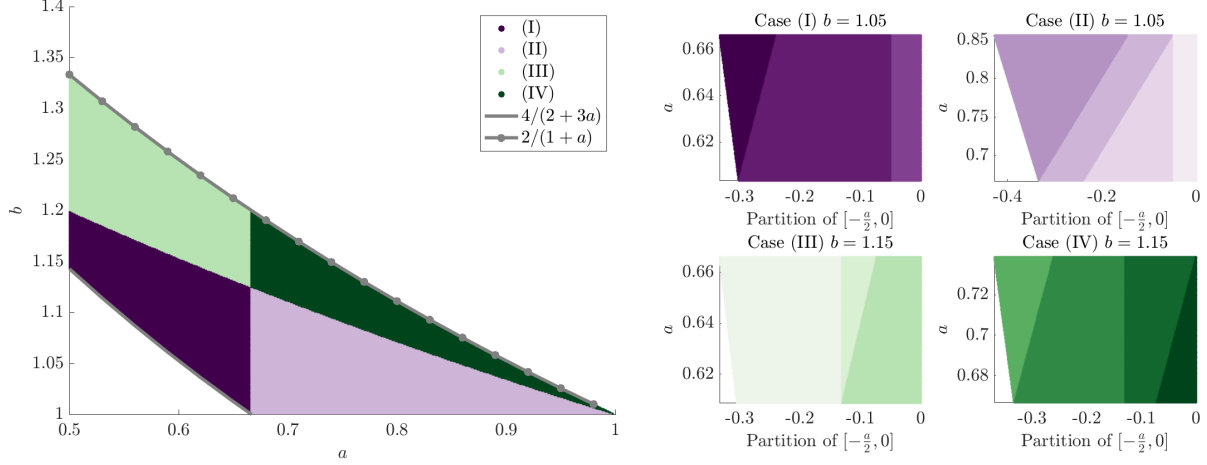 1.4
1.35
1.3
1.25
1.2
1.15
1.1
1.05
1
b
0.5
0.6
0.7
0.8
0.9
1
a
(I)
(II)
(III)
(IV)
4/(2 + 3a)
2/(1 + a)
Case (I) b = 1.05
0.66
0.64
0.62
a
-0.3
-0.2
-0.1
0
Partition of [-a/2, 0]
Case (II) b = 1.05
0.85
0.8
0.75
0.7
a
-0.4
-0.2
0
Partition of [-a/2, 0]
Case (III) b = 1.15
0.66
0.64
0.62
a
-0.3
-0.2
-0.1
0
Partition of [-a/2, 0]
Case (IV) b = 1.15
0.72
0.7
0.68
a
-0.3
-0.2
-0.1
0
Partition of [-a/2, 0]